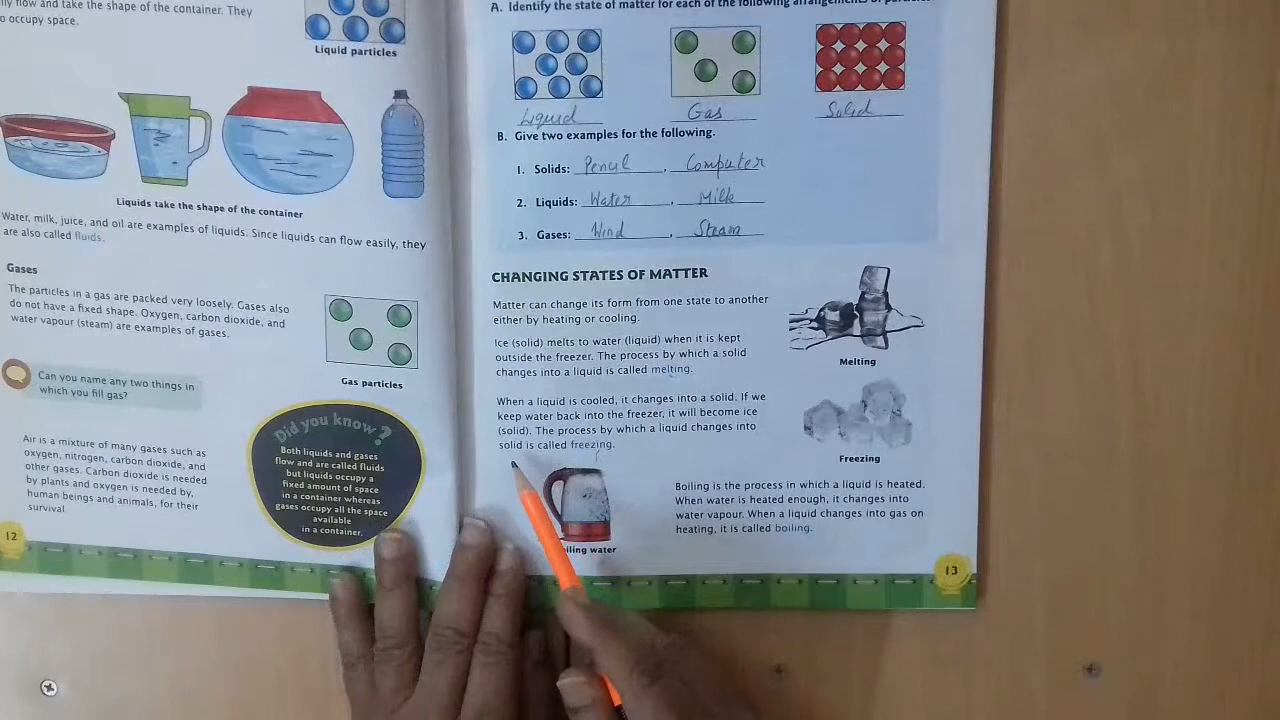 lly flow and take the shape of the container. They
o occupy space.
Liquid particles
Liquids take the shape of the container
Water, milk, juice, and oil are examples of liquids. Since liquids can flow easily, they
are also called fluids.
Gases
The particles in a gas are packed very loosely. Gases also
do not have a fixed shape. Oxygen, carbon dioxide, and
water vapour (steam) are examples of gases.
Gas particles
Can you name any two things in
which you fill gas?
Did you know?
Both liquids and gases
flow and are called fluids
but liquids occupy a
fixed amount of space
in a container whereas
gases occupy all the space
available
in a container.
Air is a mixture of many gases such as
oxygen, nitrogen, carbon dioxide, and
other gases. Carbon dioxide is needed
by plants and oxygen is needed by,
human beings and animals, for their
survival
12
A. Identify the state of matter for each of the following arrangements of
Liquid Gas Solid
B. Give two examples for the following.
1. Solids: Pencil, Computer
2. Liquids: Water, Milk
3. Gases: Wind, Steam
CHANGING STATES OF MATTER
Matter can change its form from one state to another
either by heating or cooling.
Ice (solid) melts to water (liquid) when it is kept
outside the freezer. The process by which a solid
changes into a liquid is called melting.
Melting
When a liquid is cooled, it changes into a solid. If we
keep water back into the freezer, it will become ice
(solid). The process by which a liquid changes into
solid is called freezing.
Freezing
iling water
Boiling is the process in which a liquid is heated.
When water is heated enough, it changes into
water vapour. When a liquid changes into gas on
heating, it is called boiling.
13